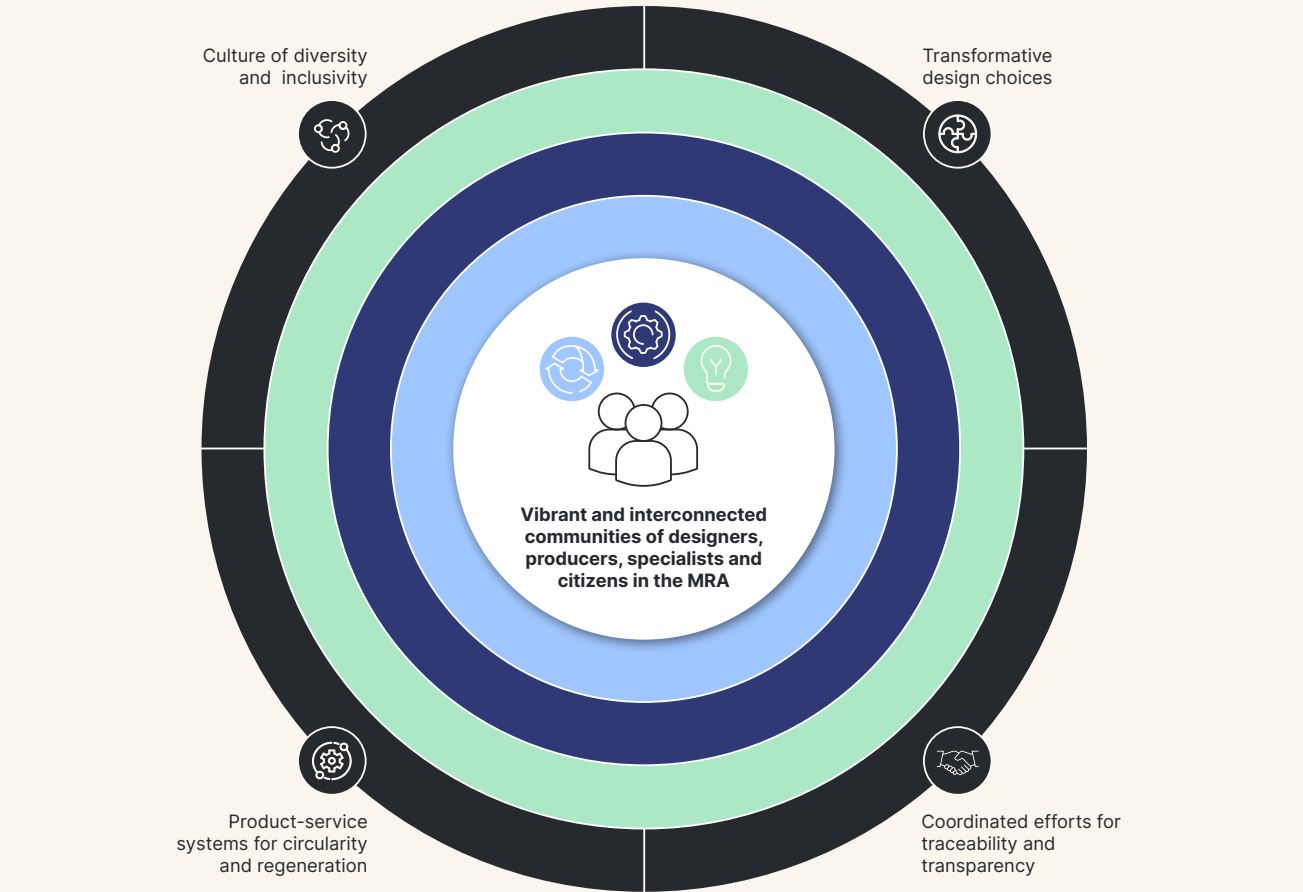 Culture of diversity
and  inclusivity
Transformative
design choices
Vibrant and interconnected
communities of designers,
producers, specialists and
citizens in the MRA
Product-service
systems for circularity
and regeneration
Coordinated efforts for
traceability and
transparency